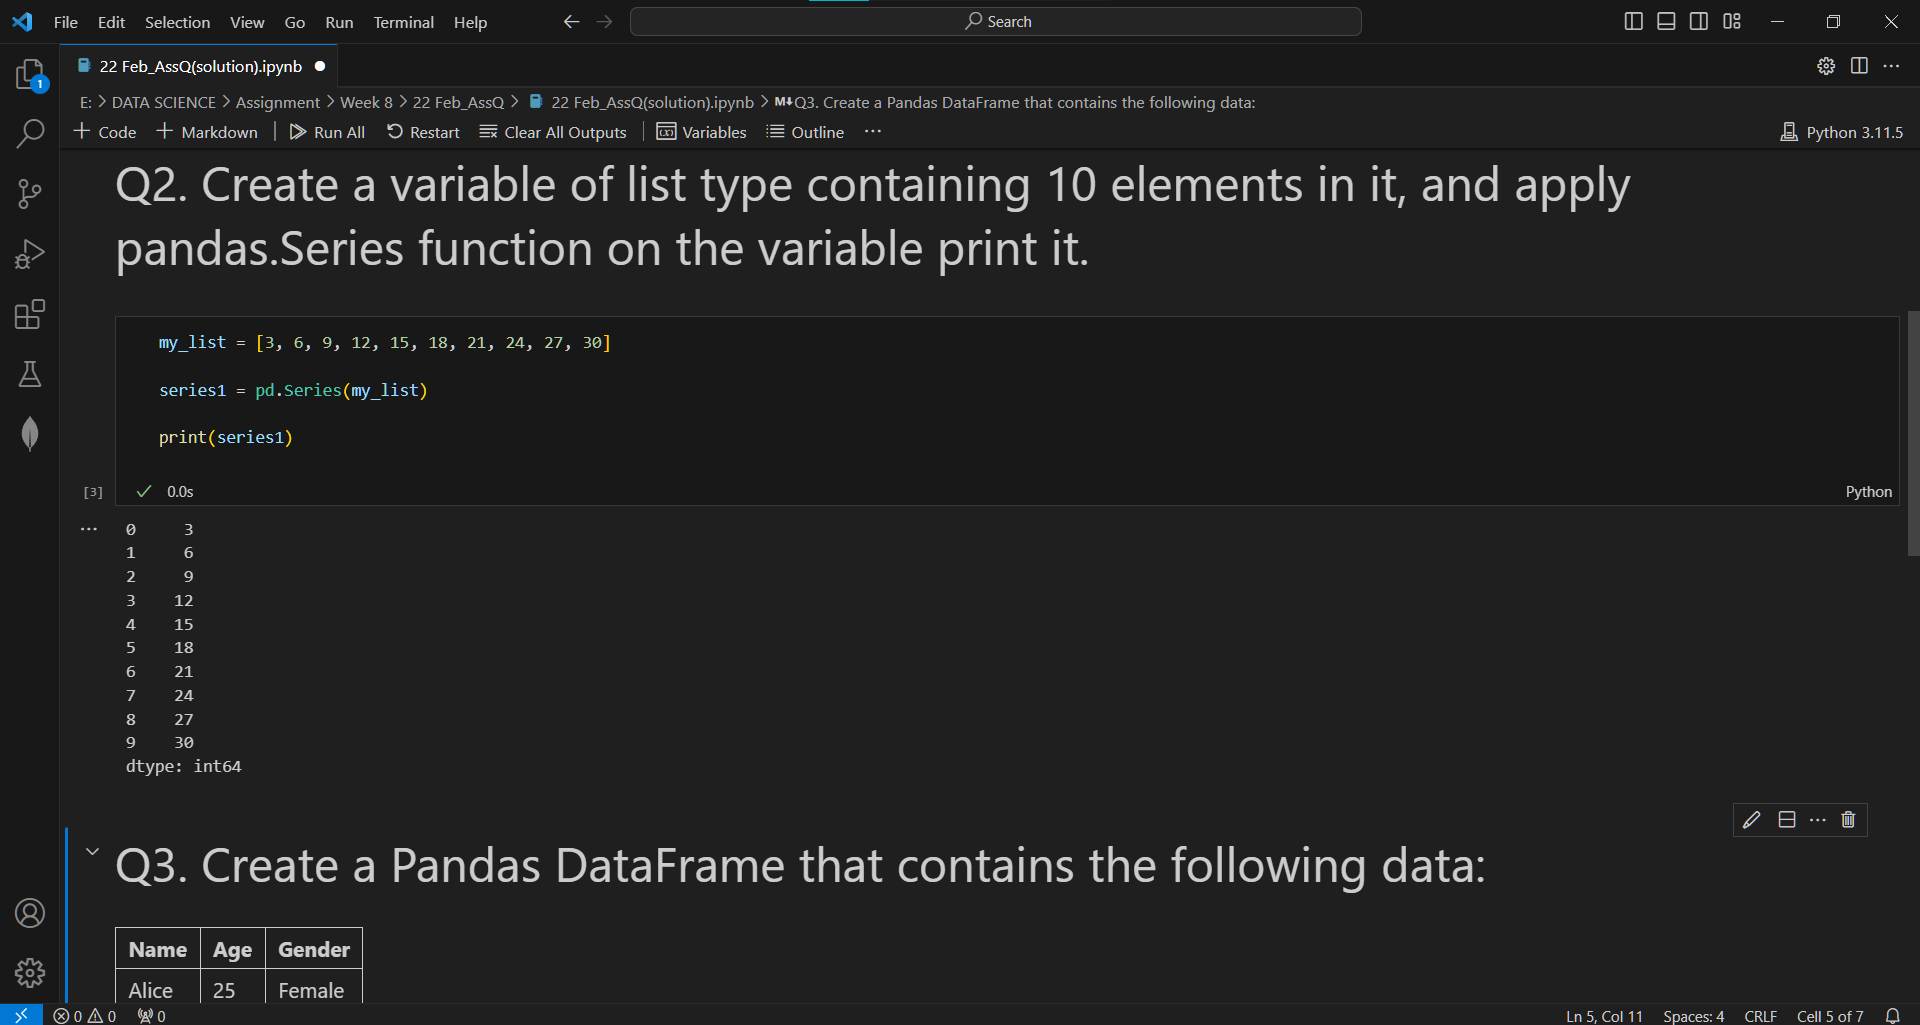 File Edit Selection View Go Run Terminal Help Search
1
22 Feb_AssQ(solution).ipynb
E: > DATA SCIENCE > Assignment > Week 8 > 22 Feb_AssQ > 22 Feb_AssQ(solution).ipynb > M↓Q3. Create a Pandas DataFrame that contains the following data:
+ Code + Markdown | Run All Restart Clear All Outputs | Variables Outline ... Python 3.11.5
Q2. Create a variable of list type containing 10 elements in it, and apply
pandas.Series function on the variable print it.
my_list = [3, 6, 9, 12, 15, 18, 21, 24, 27, 30]
series1 = pd.Series(my_list)
print(series1)
[3] ✓ 0.0s Python
... 0 3
1 6
2 9
3 12
4 15
5 18
6 21
7 24
8 27
9 30
dtype: int64
Q3. Create a Pandas DataFrame that contains the following data:
Name Age Gender
Alice 25 Female
0 0 0 Ln 5, Col 11 Spaces: 4 CRLF Cell 5 of 7